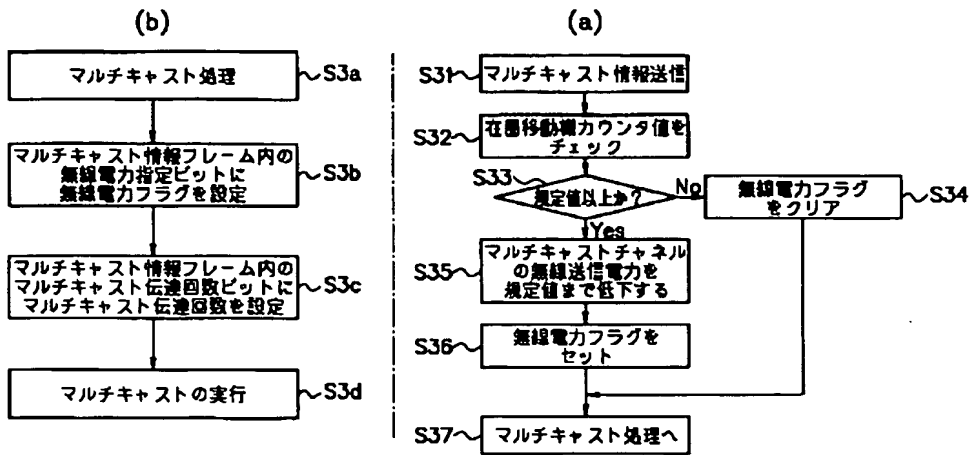 (b)
マルチキャスト処理
S3a
マルチキャスト情報フレーム内の
無線電力指定ビットに
無線電力フラグを設定
S3b
マルチキャスト情報フレーム内の
マルチキャスト伝達回数ビットに
マルチキャスト伝達回数を設定
S3c
マルチキャストの実行
S3d
(a)
S31
マルチキャスト情報送信
S32
在圏移動機カウンタ値を
チェック
S33
規定値以上か?
No
Yes
無線電力フラグ
をクリア
S34
S35
マルチキャストチャネル
の無線送信電力を
規定値まで低下する
S36
無線電力フラグを
セット
S37
マルチキャスト処理へ